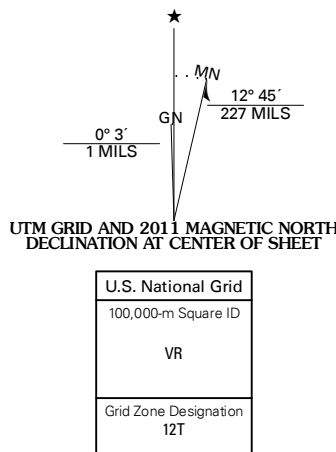 ★
MN
GN
12° 45´
227 MILS
0° 3´
1 MILS
UTM GRID AND 2011 MAGNETIC NORTH
DECLINATION AT CENTER OF SHEET
U.S. National Grid
100,000-m Square ID
VR
Grid Zone Designation
12T